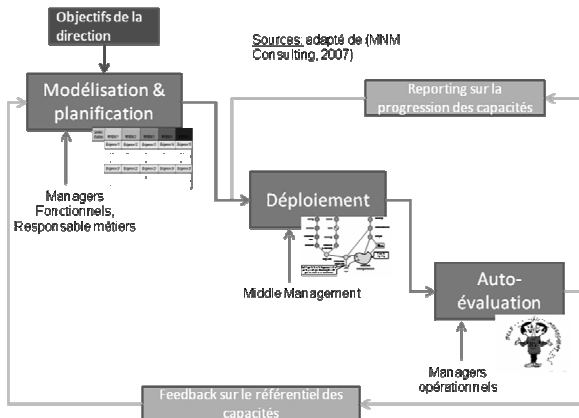 Objectifs de la
direction
Sources: adapté de (MNM
Consulting, 2007)
Modélisation &
planification
Reporting sur la
progression des capacités
Managers
Fonctionnels,
Responsable métiers
Déploiement
Middle Management
Auto-
évaluation
Managers
opérationnels
Feedback sur le référentiel des
capacités